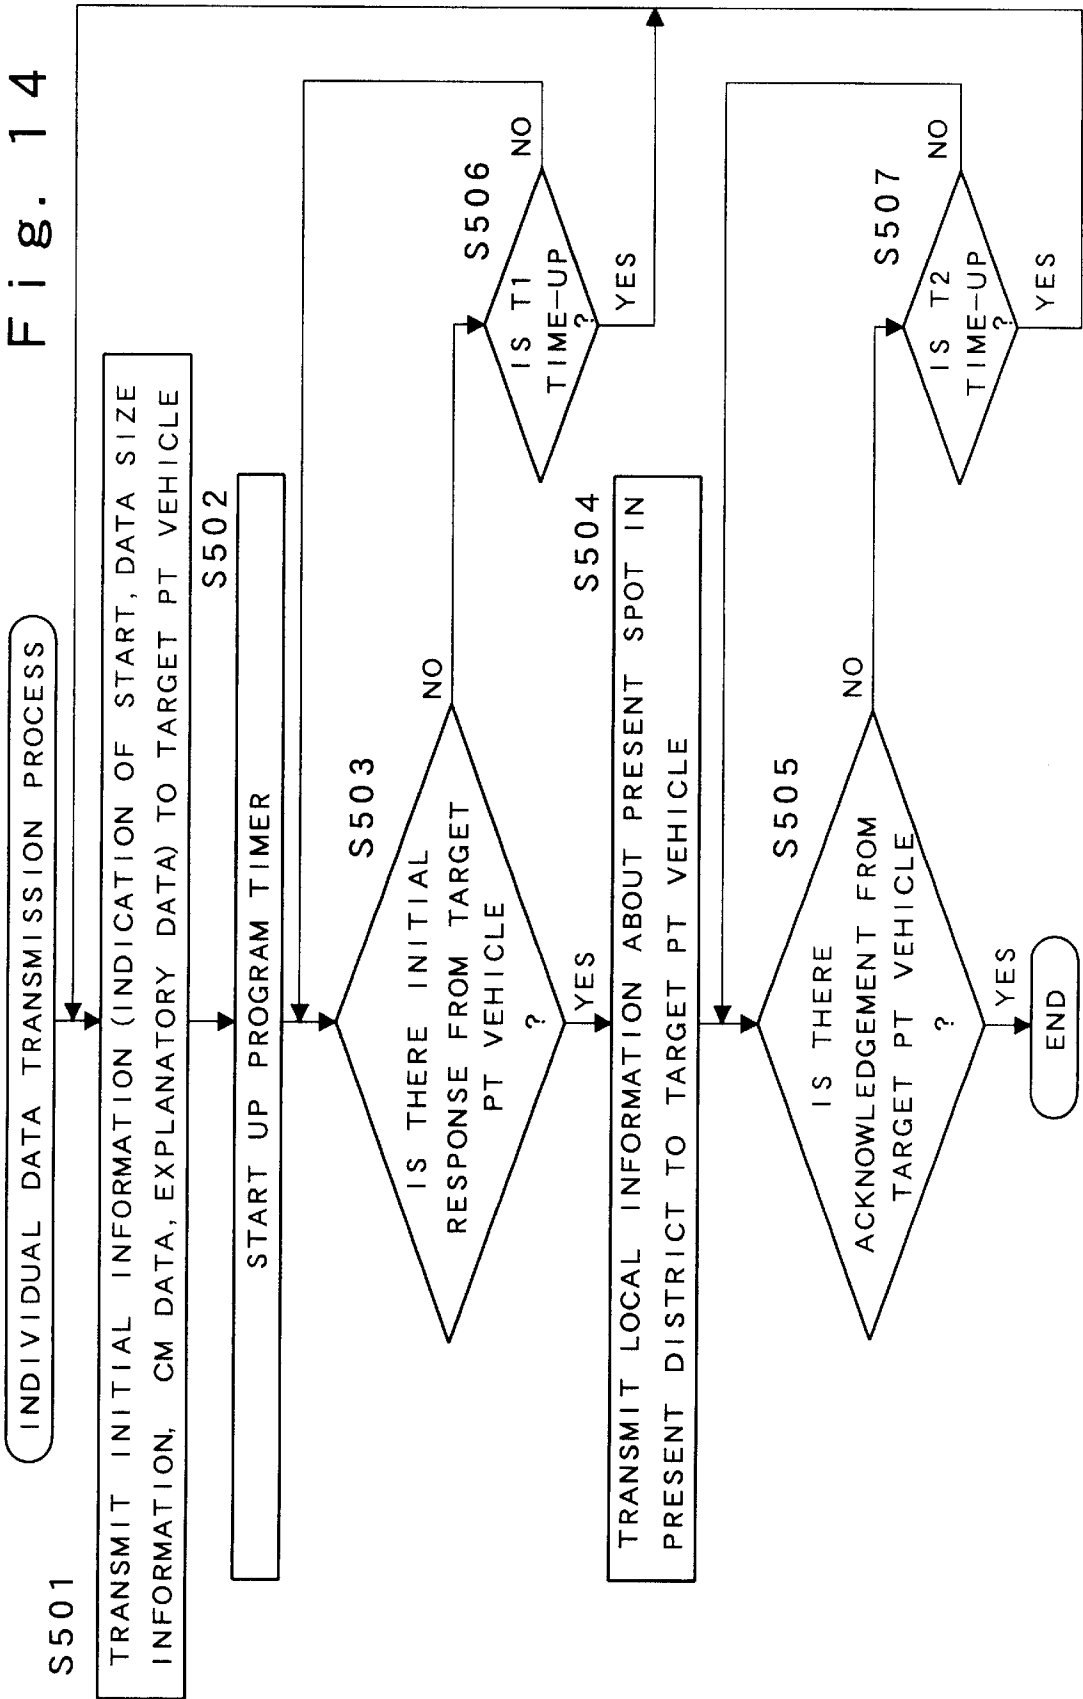 Fig. 14
INDIVIDUAL DATA TRANSMISSION PROCESS
S501
TRANSMIT INITIAL INFORMATION (INDICATION OF START, DATA SIZE
INFORMATION, CM DATA, EXPLANATORY DATA) TO TARGET PT VEHICLE
S502
START UP PROGRAM TIMER
S503
IS THERE INITIAL
RESPONSE FROM TARGET
PT VEHICLE
?
NO
YES
S506
IS T1
TIME-UP
?
NO
YES
S504
TRANSMIT LOCAL INFORMATION ABOUT PRESENT SPOT IN
PRESENT DISTRICT TO TARGET PT VEHICLE
S505
IS THERE
ACKNOWLEDGEMENT FROM
TARGET PT VEHICLE
?
NO
YES
S507
IS T2
TIME-UP
?
NO
YES
END